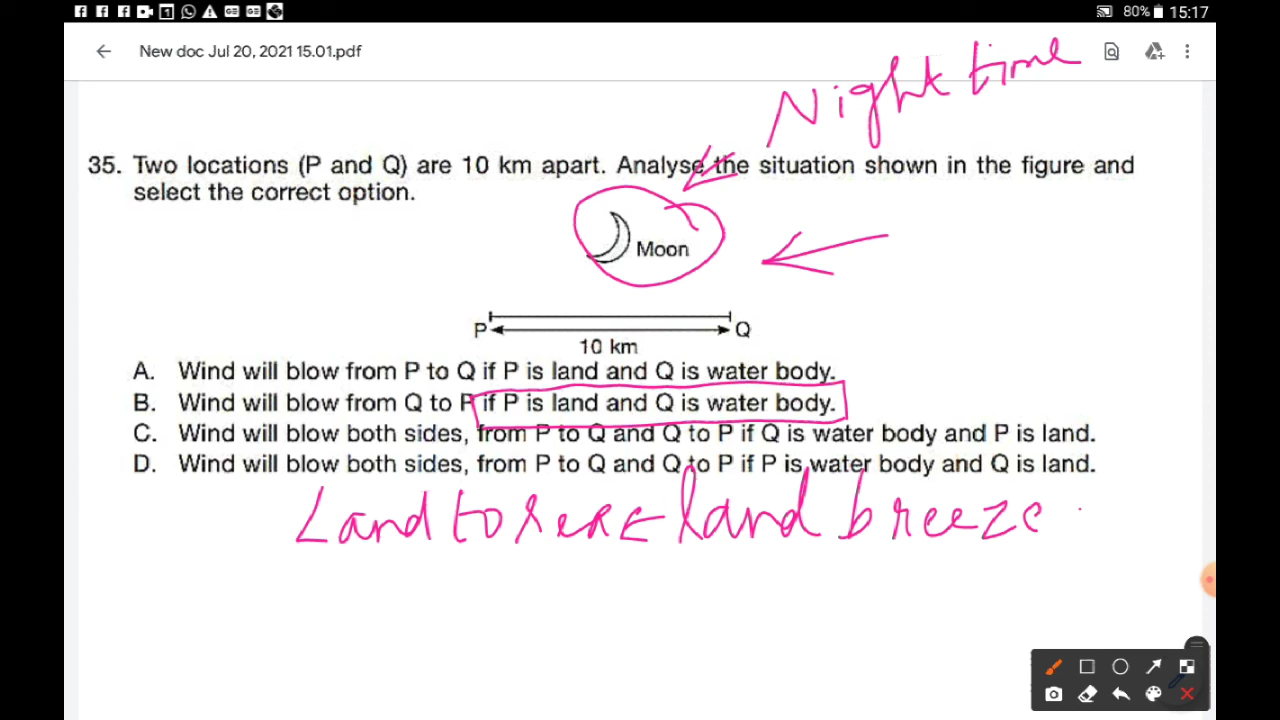 80% 15:17
New doc Jul 20, 2021 15.01.pdf
Night time
35. Two locations (P and Q) are 10 km apart. Analyse the situation shown in the figure and
select the correct option.
Moon
P Q
10 km
A. Wind will blow from P to Q if P is land and Q is water body.
B. Wind will blow from Q to P if P is land and Q is water body.
C. Wind will blow both sides, from P to Q and Q to P if Q is water body and P is land.
D. Wind will blow both sides, from P to Q and Q to P if P is water body and Q is land.
Land to land breeze